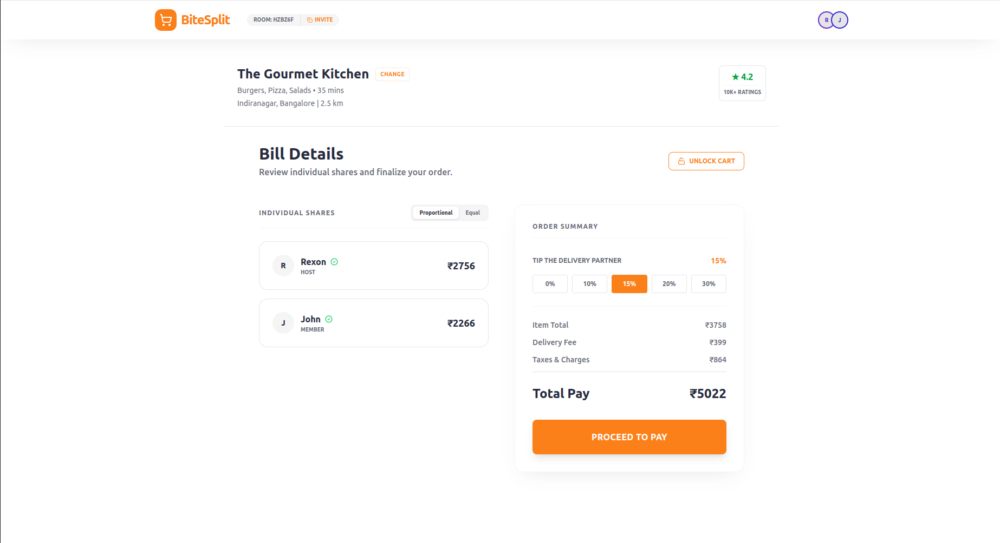 BiteSplit
ROOM: HZBZ6F
INVITE
R
J
The Gourmet Kitchen
CHANGE
Burgers, Pizza, Salads • 35 mins
Indiranagar, Bangalore | 2.5 km
★ 4.2
10K+ RATINGS
Bill Details
Review individual shares and finalize your order.
UNLOCK CART
INDIVIDUAL SHARES
Proportional
Equal
R
Rexon
HOST
₹2756
J
John
MEMBER
₹2266
ORDER SUMMARY
TIP THE DELIVERY PARTNER
15%
0%
10%
15%
20%
30%
Item Total
₹3758
Delivery Fee
₹399
Taxes & Charges
₹864
Total Pay
₹5022
PROCEED TO PAY